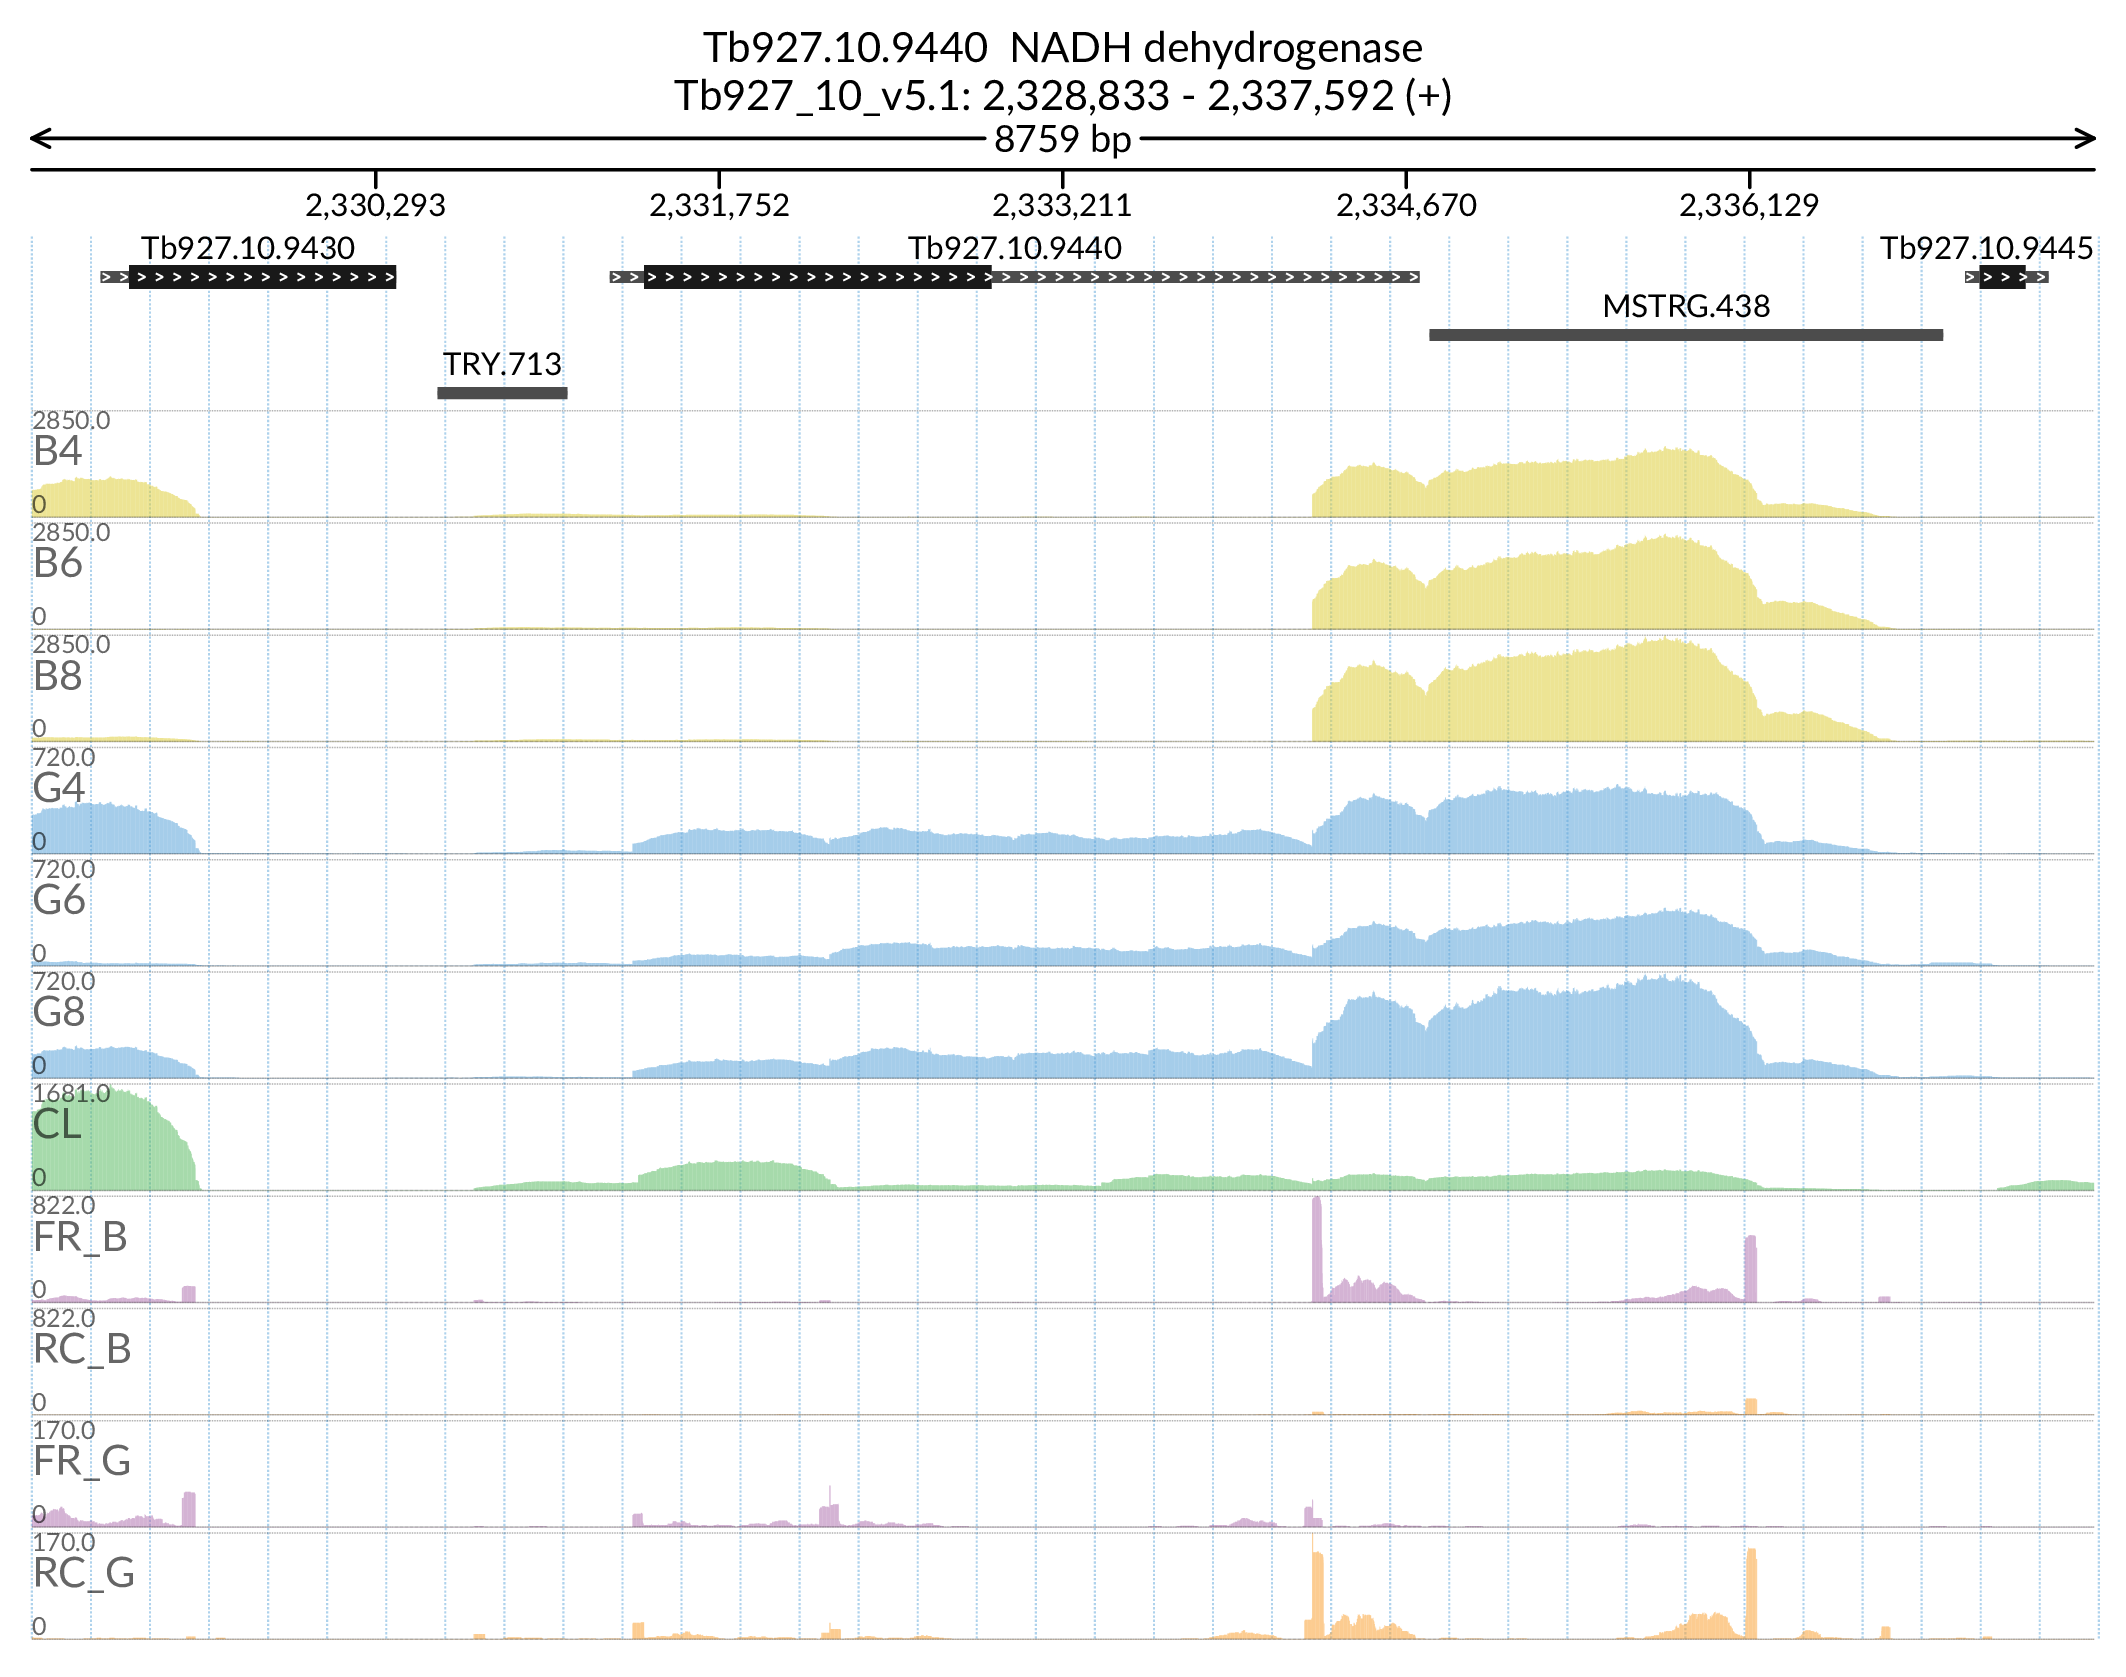 Tb927.10.9440  NADH dehydrogenase
Tb927_10_v5.1: 2,328,833 - 2,337,592 (+)
8759 bp
2,330,293 2,331,752 2,333,211 2,334,670 2,336,129
Tb927.10.9430 Tb927.10.9440 Tb927.10.9445
MSTRG.438
TRY.713
2850.0
B4
0
2850.0
B6
0
2850.0
B8
0
720.0
G4
0
720.0
G6
0
720.0
G8
0
1681.0
CL
0
822.0
FR_B
0
822.0
RC_B
0
170.0
FR_G
0
170.0
RC_G
0